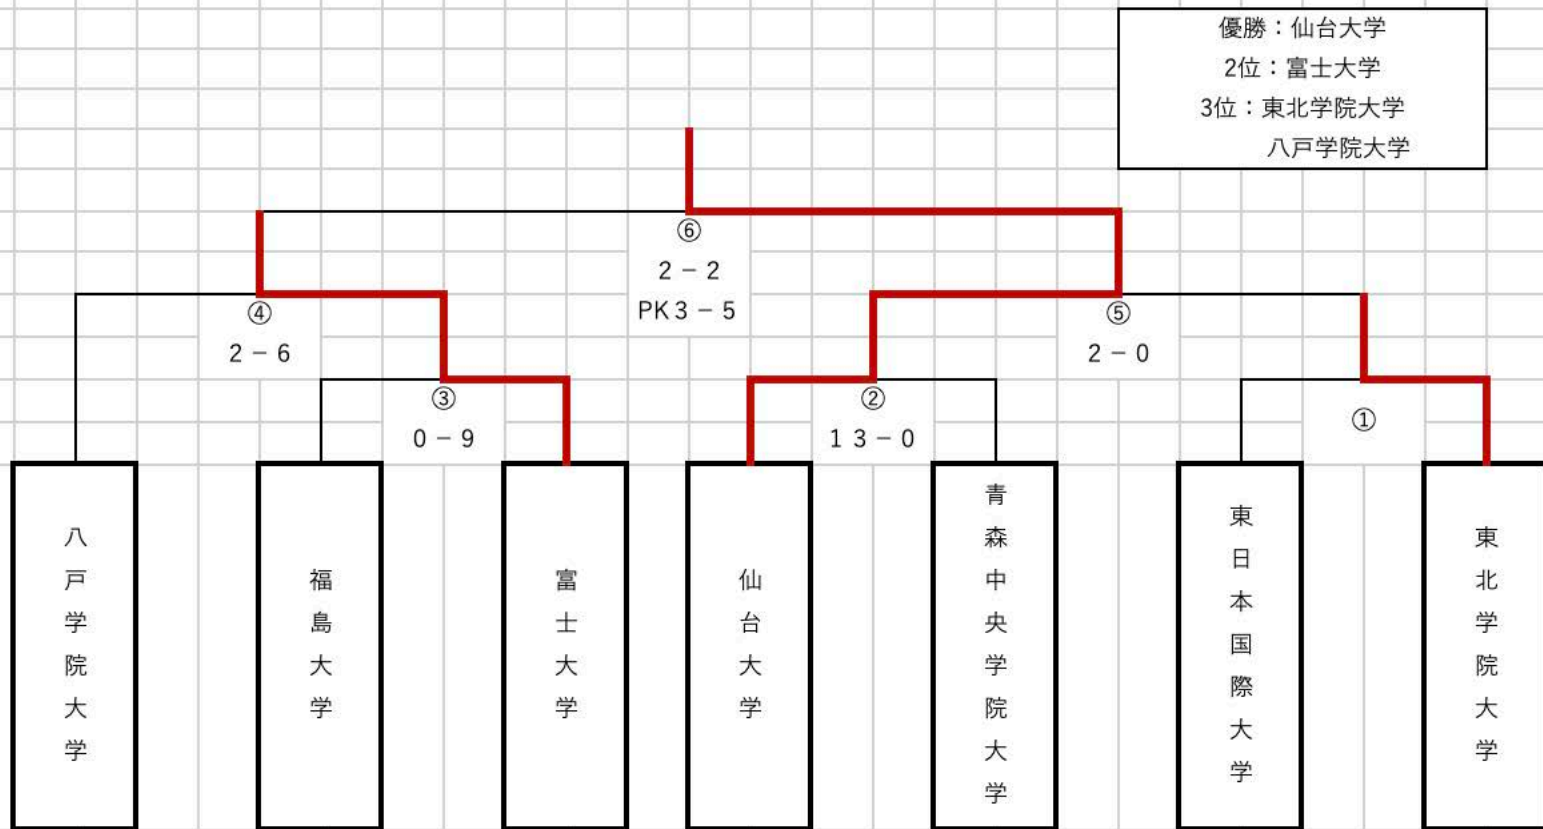 優勝：仙台大学
2位：富士大学
3位：東北学院大学
八戸学院大学
⑥
2－2
PK3－5
④
2－6
⑤
2－0
③
0－9
②
13－0
①
八戸学院大学
福島大学
富士大学
仙台大学
青森中央学院大学
東日本国際大学
東北学院大学